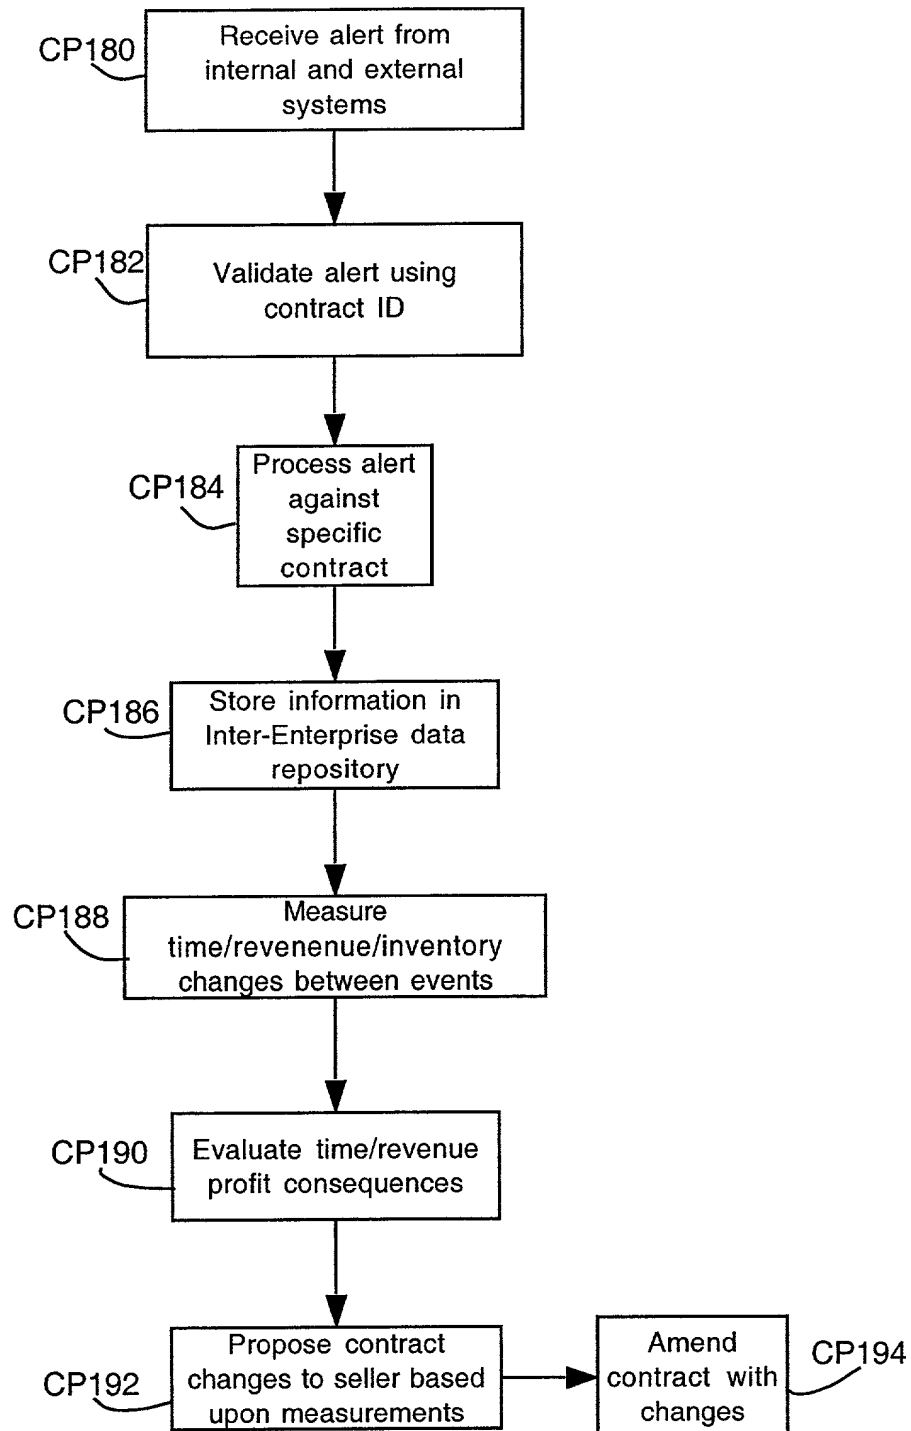 CP180
Receive alert from
internal and external
systems
CP182
Validate alert using
contract ID
CP184
Process alert
against
specific
contract
CP186
Store information in
Inter-Enterprise data
repository
CP188
Measure
time/revenenue/inventory
changes between events
CP190
Evaluate time/revenue
profit consequences
CP192
Propose contract
changes to seller based
upon measurements
Amend
contract with
changes
CP194